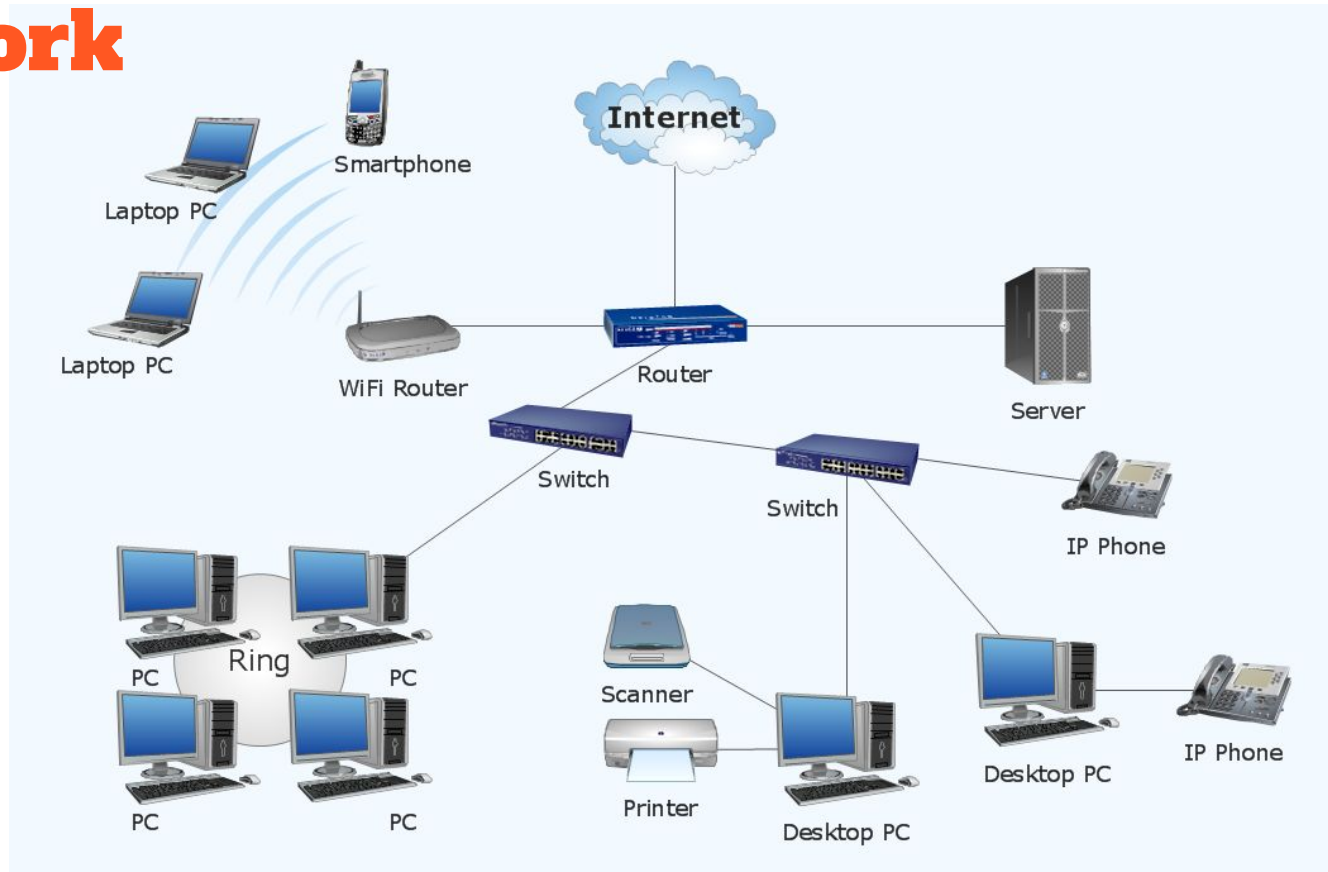 ork
Internet
Smartphone
Laptop PC
Laptop PC
WiFi Router
Router
Server
Switch
Switch
IP Phone
Ring
PC
PC
Scanner
IP Phone
Desktop PC
Printer
PC
PC
Desktop PC